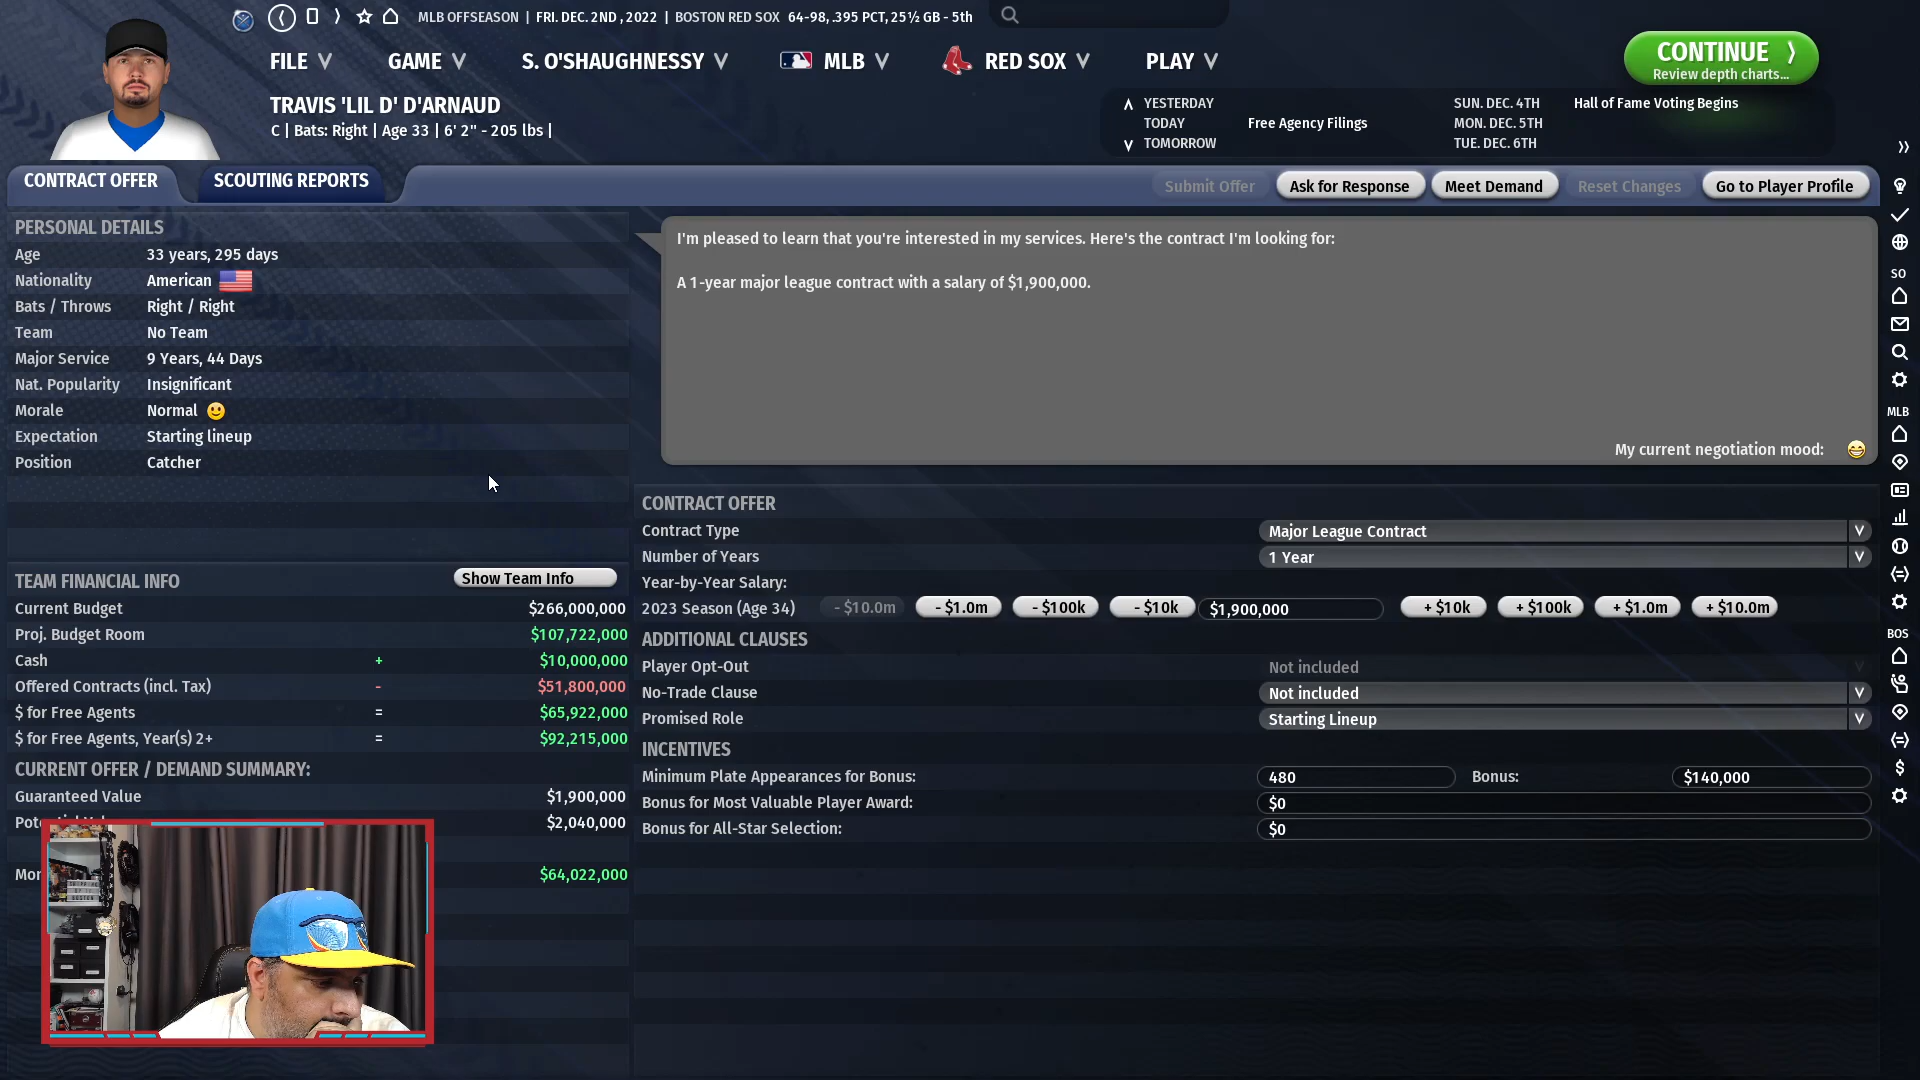 MLB OFFSEASON | FRI. DEC. 2ND , 2022 | BOSTON RED SOX 64-98, .395 PCT, 25½ GB - 5th
FILE GAME S. O'SHAUGHNESSY MLB RED SOX PLAY
CONTINUE
Review depth charts...
TRAVIS 'LIL D' D'ARNAUD
C | Bats: Right | Age 33 | 6' 2" - 205 lbs |
YESTERDAY
TODAY Free Agency Filings
TOMORROW
SUN. DEC. 4TH Hall of Fame Voting Begins
MON. DEC. 5TH
TUE. DEC. 6TH
CONTRACT OFFER SCOUTING REPORTS Submit Offer Ask for Response Meet Demand Reset Changes Go to Player Profile
PERSONAL DETAILS
Age 33 years, 295 days
Nationality American
Bats / Throws Right / Right
Team No Team
Major Service 9 Years, 44 Days
Nat. Popularity Insignificant
Morale Normal
Expectation Starting lineup
Position Catcher
I'm pleased to learn that you're interested in my services. Here's the contract I'm looking for:
A 1-year major league contract with a salary of $1,900,000.
My current negotiation mood:
TEAM FINANCIAL INFO Show Team Info
Current Budget $266,000,000
Proj. Budget Room $107,722,000
Cash + $10,000,000
Offered Contracts (incl. Tax) - $51,800,000
$ for Free Agents = $65,922,000
$ for Free Agents, Year(s) 2+ = $92,215,000
CURRENT OFFER / DEMAND SUMMARY:
Guaranteed Value $1,900,000
$2,040,000
$64,022,000
CONTRACT OFFER
Contract Type Major League Contract
Number of Years 1 Year
Year-by-Year Salary:
2023 Season (Age 34) - $10.0m - $1.0m - $100k - $10k $1,900,000 + $10k + $100k + $1.0m + $10.0m
ADDITIONAL CLAUSES
Player Opt-Out Not included
No-Trade Clause Not included
Promised Role Starting Lineup
INCENTIVES
Minimum Plate Appearances for Bonus: 480 Bonus: $140,000
Bonus for Most Valuable Player Award: $0
Bonus for All-Star Selection: $0
SO
MLB
BOS